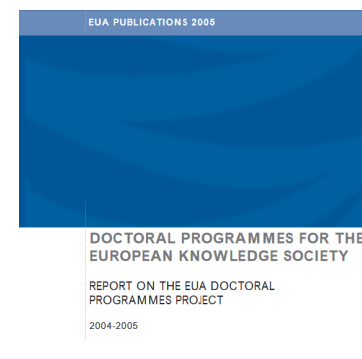 EUA PUBLICATIONS 2005
DOCTORAL PROGRAMMES FOR THE
EUROPEAN KNOWLEDGE SOCIETY
REPORT ON THE EUA DOCTORAL
PROGRAMMES PROJECT
2004-2005